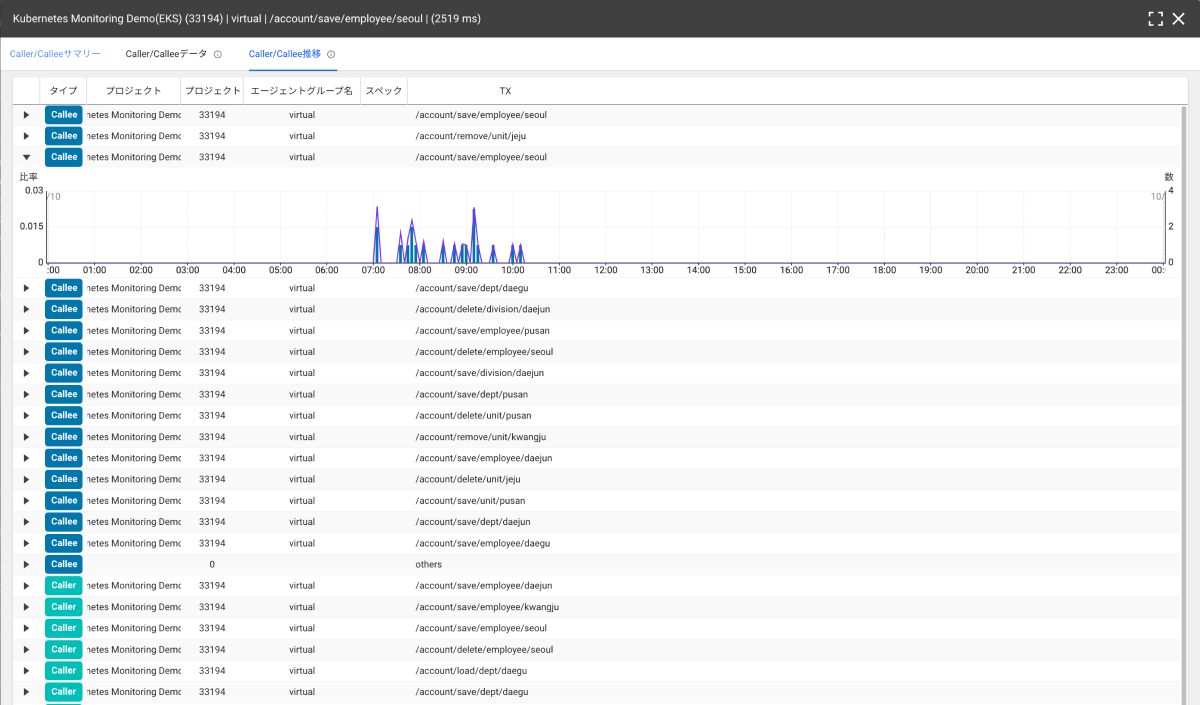 Kubernetes Monitoring Demo(EKS) (33194) | virtual | /account/save/employee/seoul | (2519 ms)
Caller/Calleeサマリー Caller/Calleeデータ Caller/Callee推移
タイプ プロジェクト プロジェクト エージェントグループ名 スペック TX
Callee netes Monitoring Demo 33194 virtual /account/save/employee/seoul
Callee netes Monitoring Demo 33194 virtual /account/remove/unit/jeju
Callee netes Monitoring Demo 33194 virtual /account/save/employee/seoul
比率 数
0.03 /10 10/ 4
0.015 2
0 0
:00 01:00 02:00 03:00 04:00 05:00 06:00 07:00 08:00 09:00 10:00 11:00 12:00 13:00 14:00 15:00 16:00 17:00 18:00 19:00 20:00 21:00 22:00 23:00 00:
Callee netes Monitoring Demo 33194 virtual /account/save/dept/daegu
Callee netes Monitoring Demo 33194 virtual /account/delete/division/daejun
Callee netes Monitoring Demo 33194 virtual /account/save/employee/pusan
Callee netes Monitoring Demo 33194 virtual /account/delete/employee/seoul
Callee netes Monitoring Demo 33194 virtual /account/save/division/daejun
Callee netes Monitoring Demo 33194 virtual /account/save/dept/pusan
Callee netes Monitoring Demo 33194 virtual /account/delete/unit/pusan
Callee netes Monitoring Demo 33194 virtual /account/remove/unit/kwangju
Callee netes Monitoring Demo 33194 virtual /account/save/employee/daejun
Callee netes Monitoring Demo 33194 virtual /account/delete/unit/jeju
Callee netes Monitoring Demo 33194 virtual /account/save/unit/pusan
Callee netes Monitoring Demo 33194 virtual /account/save/dept/daejun
Callee netes Monitoring Demo 33194 virtual /account/save/employee/daegu
Callee 0 others
Caller netes Monitoring Demo 33194 virtual /account/save/employee/daejun
Caller netes Monitoring Demo 33194 virtual /account/save/employee/kwangju
Caller netes Monitoring Demo 33194 virtual /account/save/employee/seoul
Caller netes Monitoring Demo 33194 virtual /account/delete/employee/seoul
Caller netes Monitoring Demo 33194 virtual /account/load/dept/daegu
Caller netes Monitoring Demo 33194 virtual /account/save/dept/daegu